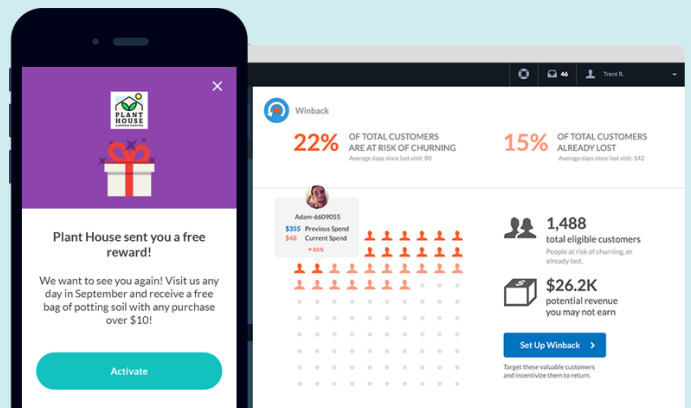 PLANT
HOUSE
Plant House sent you a free
reward!
We want to see you again! Visit us any
day in September and receive a free
bag of potting soil with any purchase
over $10!
Activate
46
Trent R.
Winback
22%
OF TOTAL CUSTOMERS
ARE AT RISK OF CHURNING
Average days since last visit: 80
15%
OF TOTAL CUSTOMERS
ALREADY LOST
Average days since last visit: 142
Adam-6609055
$355 Previous Spend
$48 Current Spend
▾ 86%
1,488
total eligible customers
People at risk of churning, or
already lost.
$
$26.2K
potential revenue
you may not earn
Set Up Winback
Target these valuable customers
and incentivize them to return.